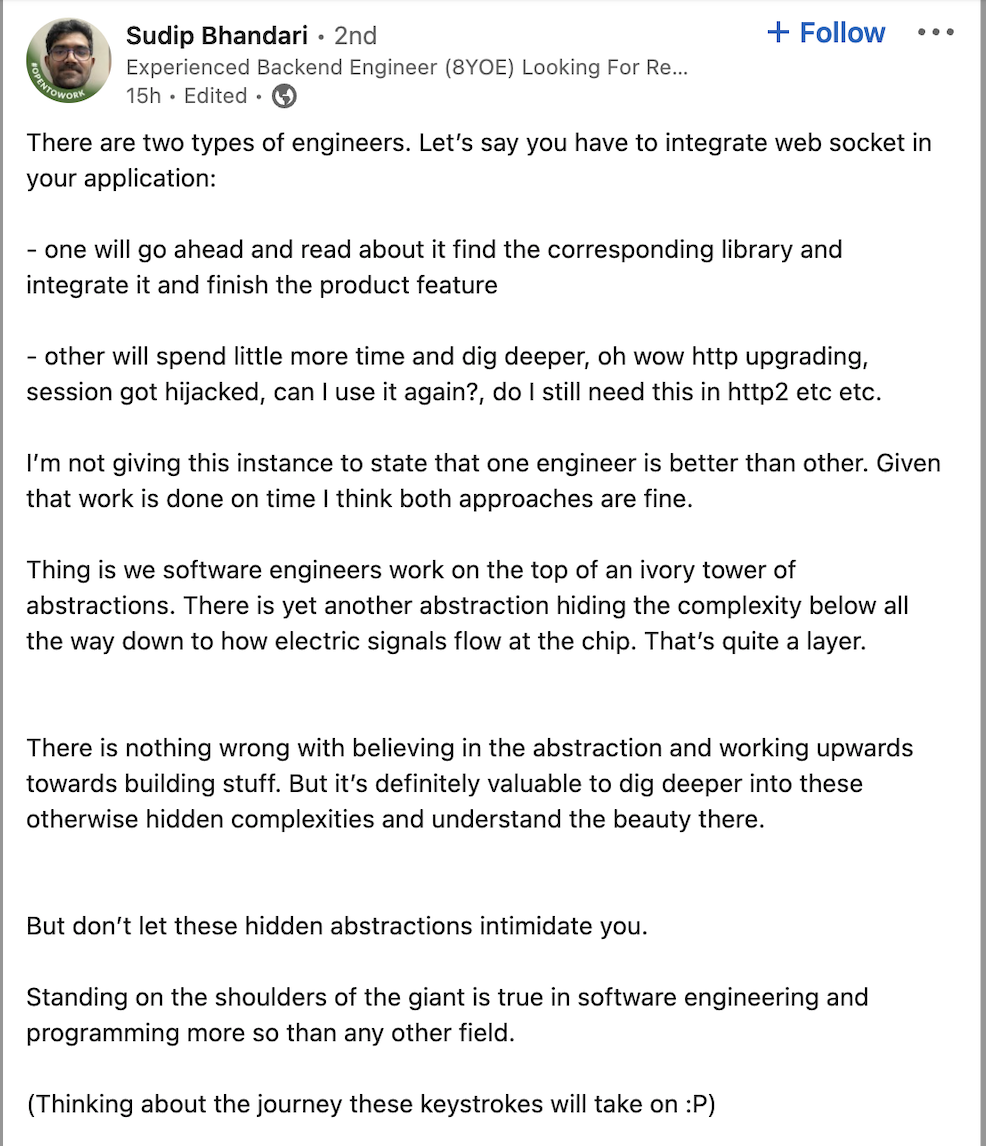 Sudip Bhandari • 2nd
+ Follow •••
Experienced Backend Engineer (8YOE) Looking For Re...
15h • Edited •
#OPENTOWORK
There are two types of engineers. Let’s say you have to integrate web socket in
your application:
- one will go ahead and read about it find the corresponding library and
integrate it and finish the product feature
- other will spend little more time and dig deeper, oh wow http upgrading,
session got hijacked, can I use it again?, do I still need this in http2 etc etc.
I’m not giving this instance to state that one engineer is better than other. Given
that work is done on time I think both approaches are fine.
Thing is we software engineers work on the top of an ivory tower of
abstractions. There is yet another abstraction hiding the complexity below all
the way down to how electric signals flow at the chip. That’s quite a layer.
There is nothing wrong with believing in the abstraction and working upwards
towards building stuff. But it’s definitely valuable to dig deeper into these
otherwise hidden complexities and understand the beauty there.
But don’t let these hidden abstractions intimidate you.
Standing on the shoulders of the giant is true in software engineering and
programming more so than any other field.
(Thinking about the journey these keystrokes will take on :P)